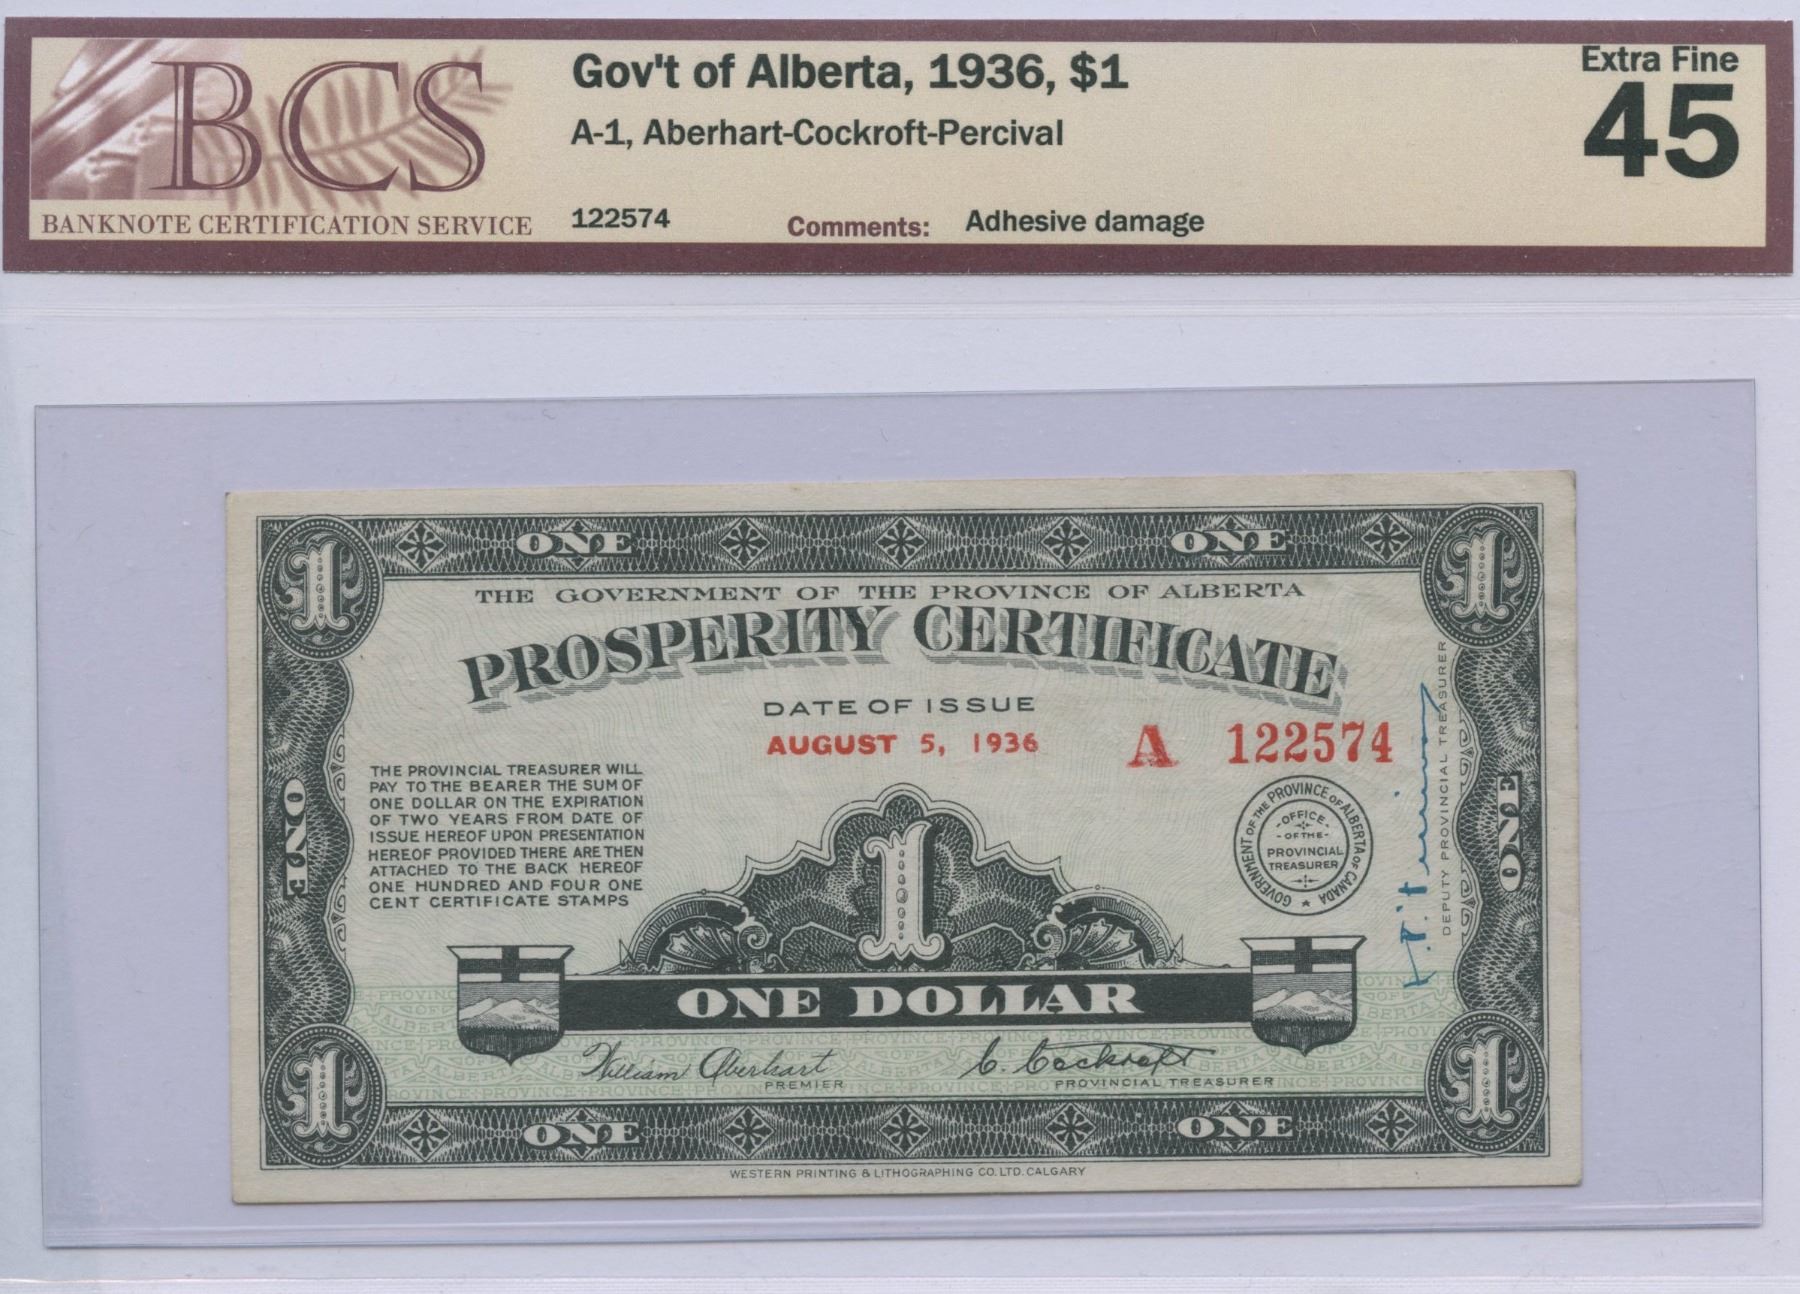 BCS
BANKNOTE CERTIFICATION SERVICE
Gov't of Alberta, 1936, $1
A-1, Aberhart-Cockroft-Percival
122574
Comments: Adhesive damage
Extra Fine
45
1 ONE ONE 1
THE GOVERNMENT OF THE PROVINCE OF ALBERTA
PROSPERITY CERTIFICATE
DATE OF ISSUE
AUGUST 5, 1936
A 122574
THE PROVINCIAL TREASURER WILL
PAY TO THE BEARER THE SUM OF
ONE DOLLAR ON THE EXPIRATION
OF TWO YEARS FROM DATE OF
ISSUE HEREOF UPON PRESENTATION
HEREOF PROVIDED THERE ARE THEN
ATTACHED TO THE BACK HEREOF
ONE HUNDRED AND FOUR ONE
CENT CERTIFICATE STAMPS
ONE
1
GOVERNMENT OF THE PROVINCE OF ALBERTA OF CANADA
-OFFICE-
-OF THE-
PROVINCIAL
TREASURER
DEPUTY PROVINCIAL TREASURER
ONE
ONE DOLLAR
William Aberhart
PREMIER
C. Cockroft
PROVINCIAL TREASURER
1 ONE ONE 1
WESTERN PRINTING & LITHOGRAPHING CO. LTD. CALGARY